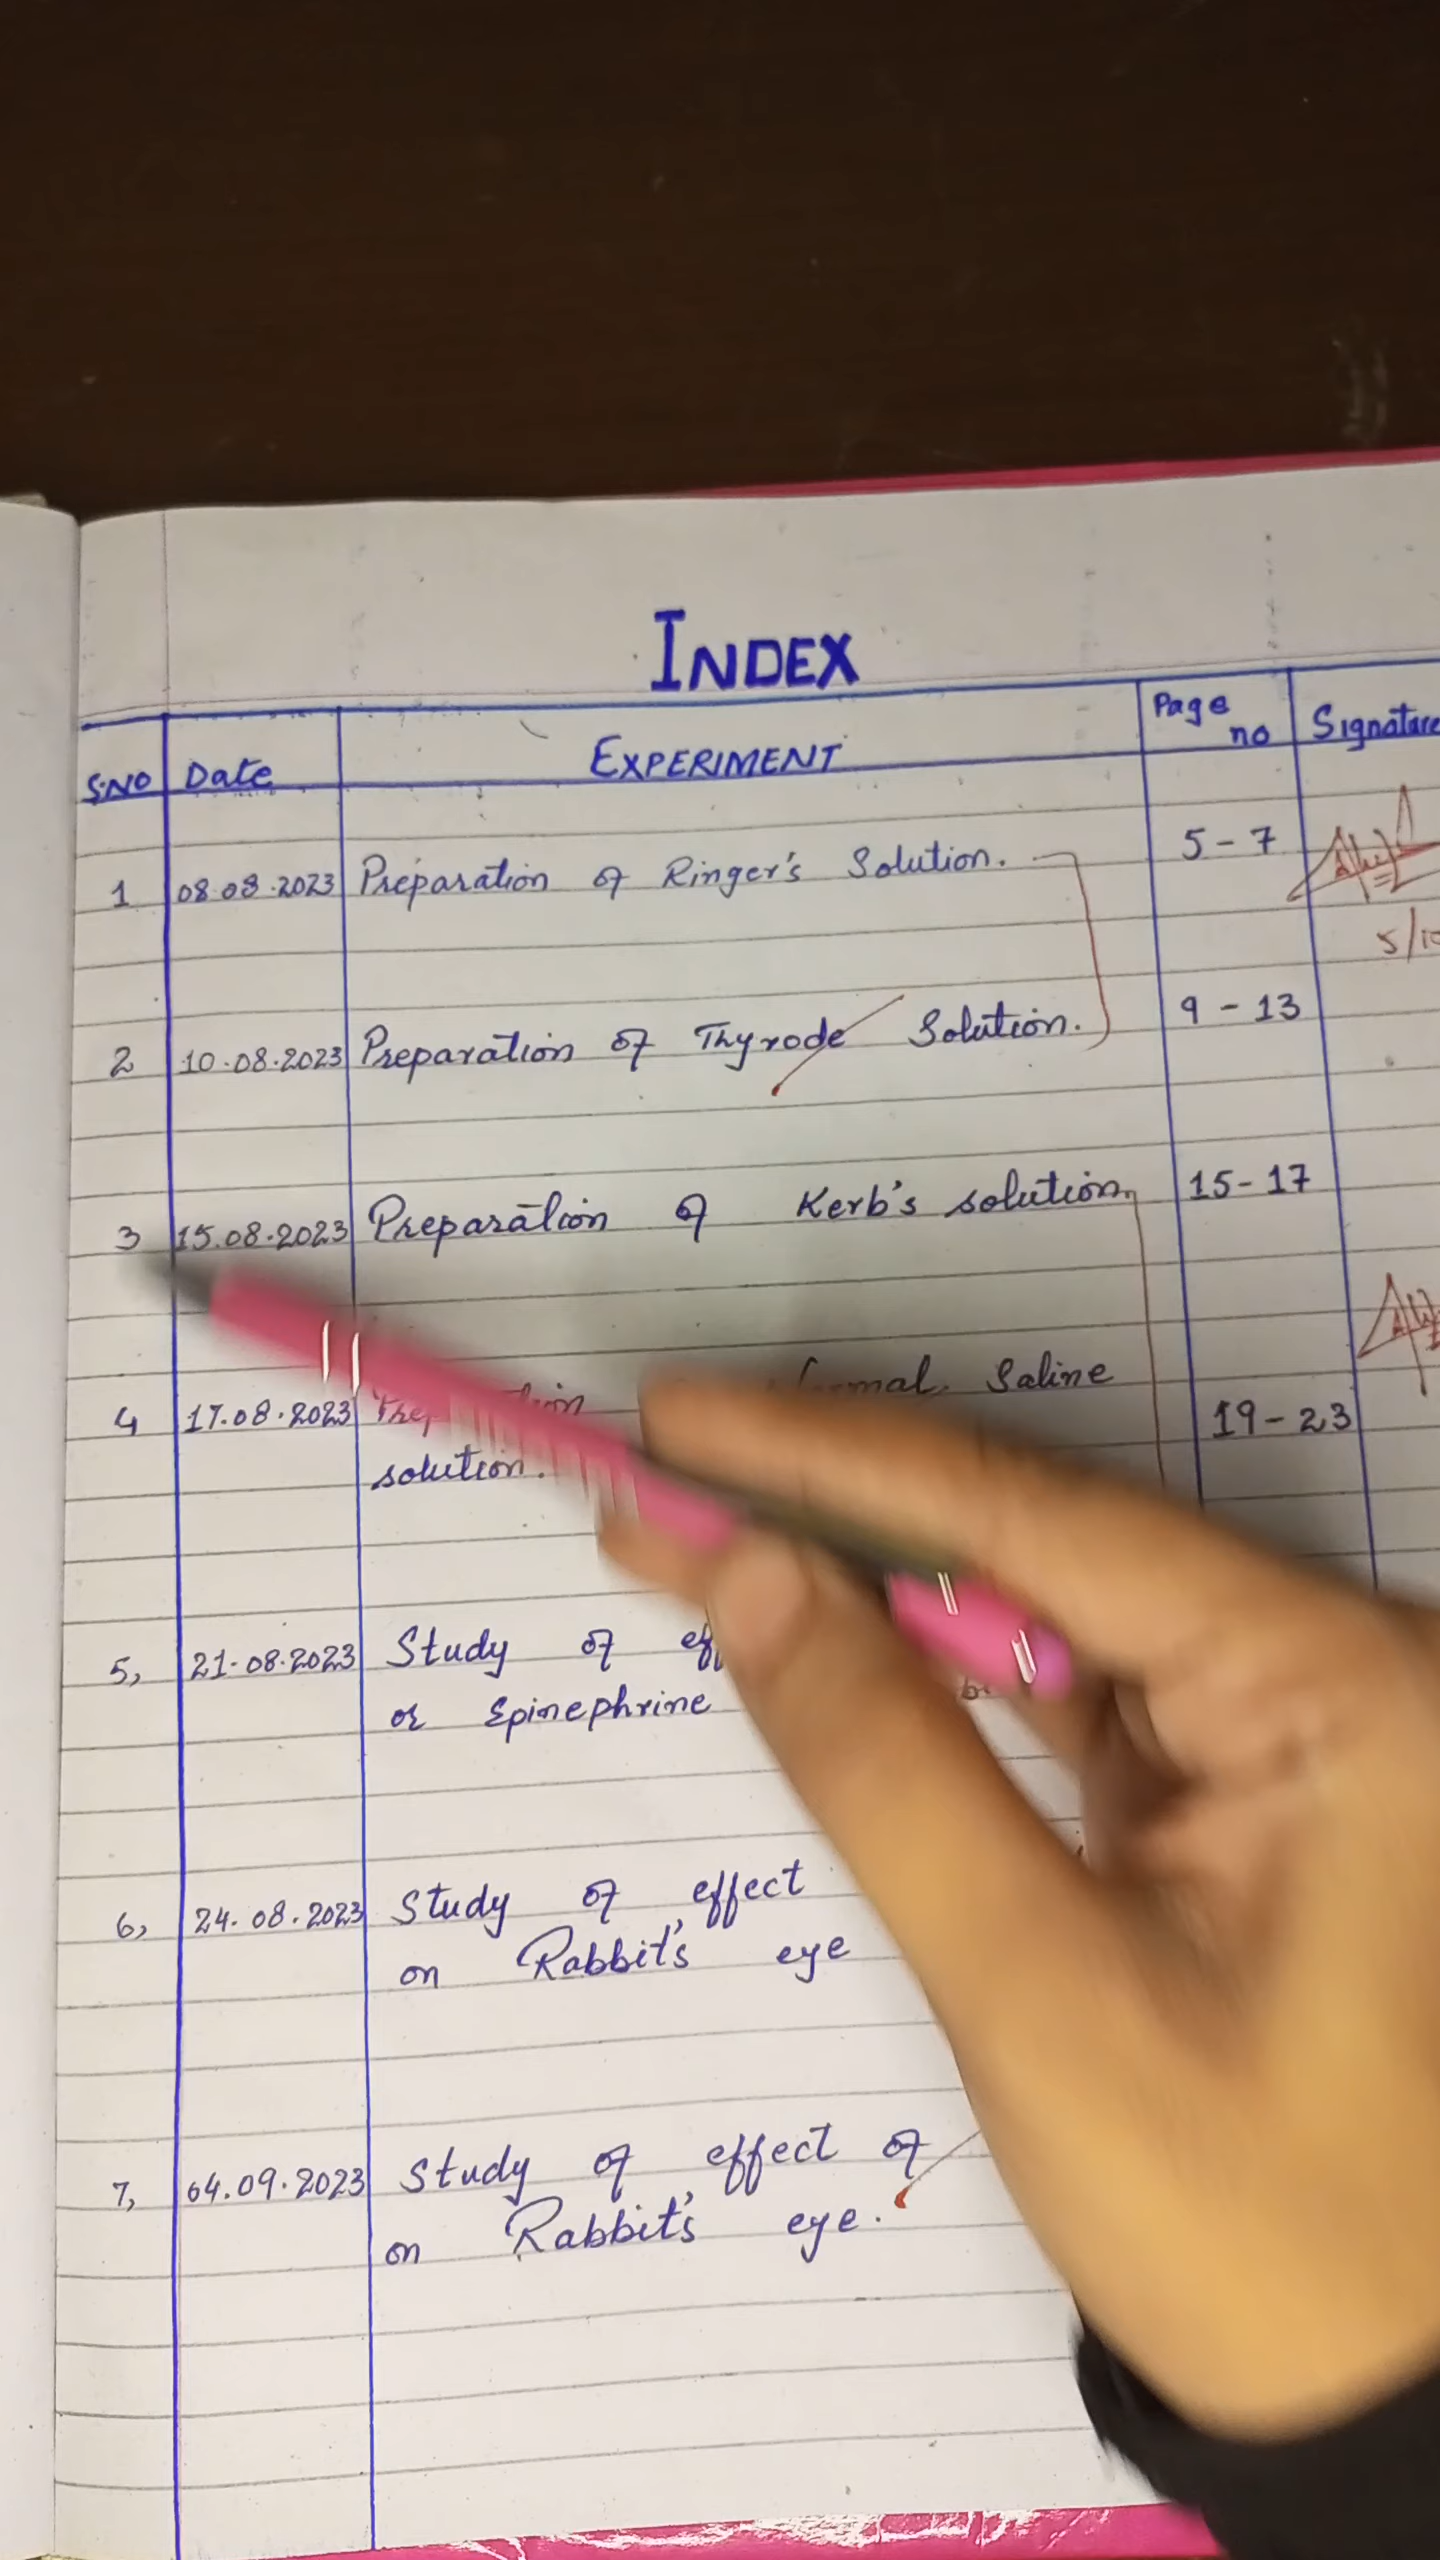 INDEX
S.NO Date EXPERIMENT Page no Signature
1 08.08.2023 Preparation of Ringer's Solution. 5-7
5/10
2 10.08.2023 Preparation of Thyrode Solution. 9-13
3 15.08.2023 Preparation of Kerb's solution 15-17
4 17.08.2023 Saline 19-23
solution.
5, 21.08.2023 Study of
or Epinephrine
6, 24.08.2023 Study of effect
on Rabbit's eye
7, 04.09.2023 Study of effect of
on Rabbit's eye.